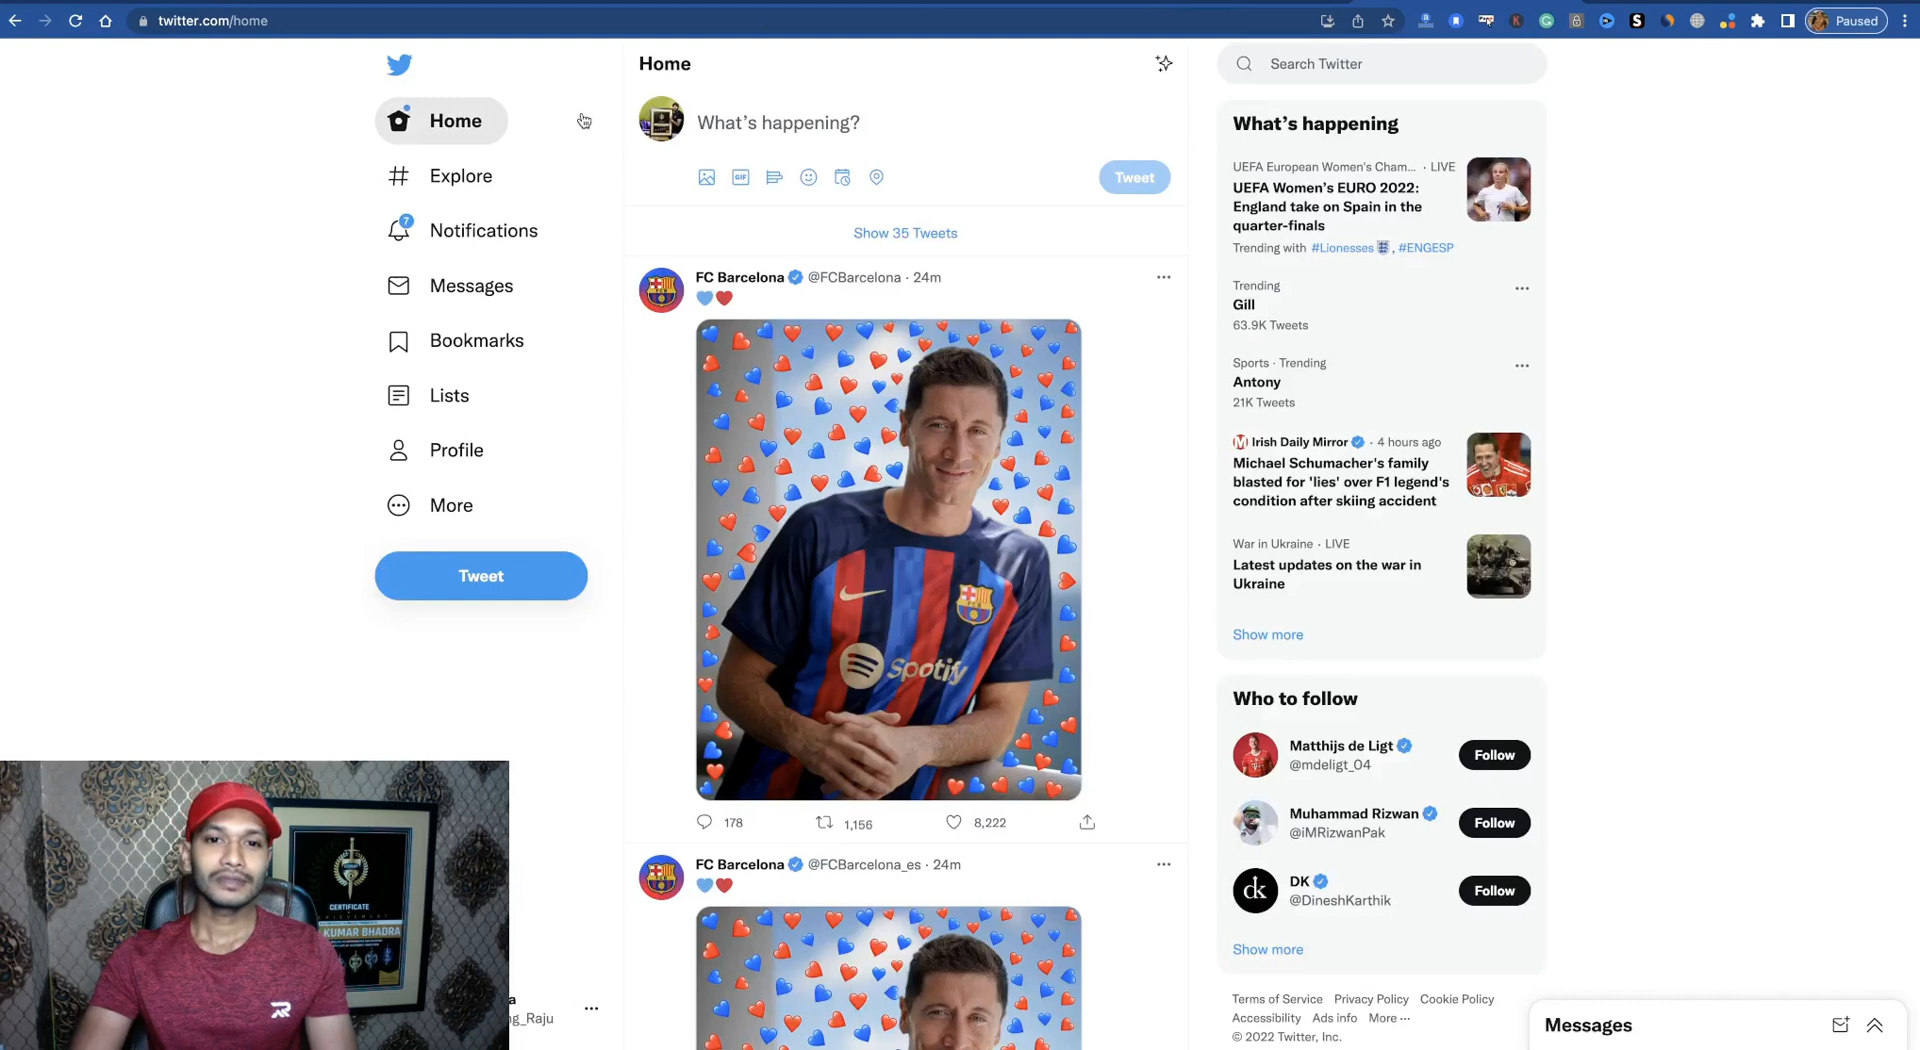 twitter.com/home
Paused
Home
Explore
7
Notifications
Messages
Bookmarks
Lists
Profile
More
Tweet
CERTIFICATE
KUMAR BHADRA
ng_Raju
Home
What's happening?
GIF
Tweet
Show 35 Tweets
FC Barcelona @FCBarcelona · 24m
💙❤️
Spotify
178 1,156 8,222
FC Barcelona @FCBarcelona_es · 24m
💙❤️
Search Twitter
What's happening
UEFA European Women's Cham... · LIVE
UEFA Women's EURO 2022:
England take on Spain in the
quarter-finals
Trending with #Lionesses , #ENGESP
Trending
Gill
63.9K Tweets
Sports · Trending
Antony
21K Tweets
Irish Daily Mirror · 4 hours ago
Michael Schumacher's family
blasted for 'lies' over F1 legend's
condition after skiing accident
War in Ukraine · LIVE
Latest updates on the war in
Ukraine
Show more
Who to follow
Matthijs de Ligt
@mdeligt_04
Follow
Muhammad Rizwan
@iMRizwanPak
Follow
dk
DK
@DineshKarthik
Follow
Show more
Terms of Service Privacy Policy Cookie Policy
Accessibility Ads info More ···
© 2022 Twitter, Inc.
Messages